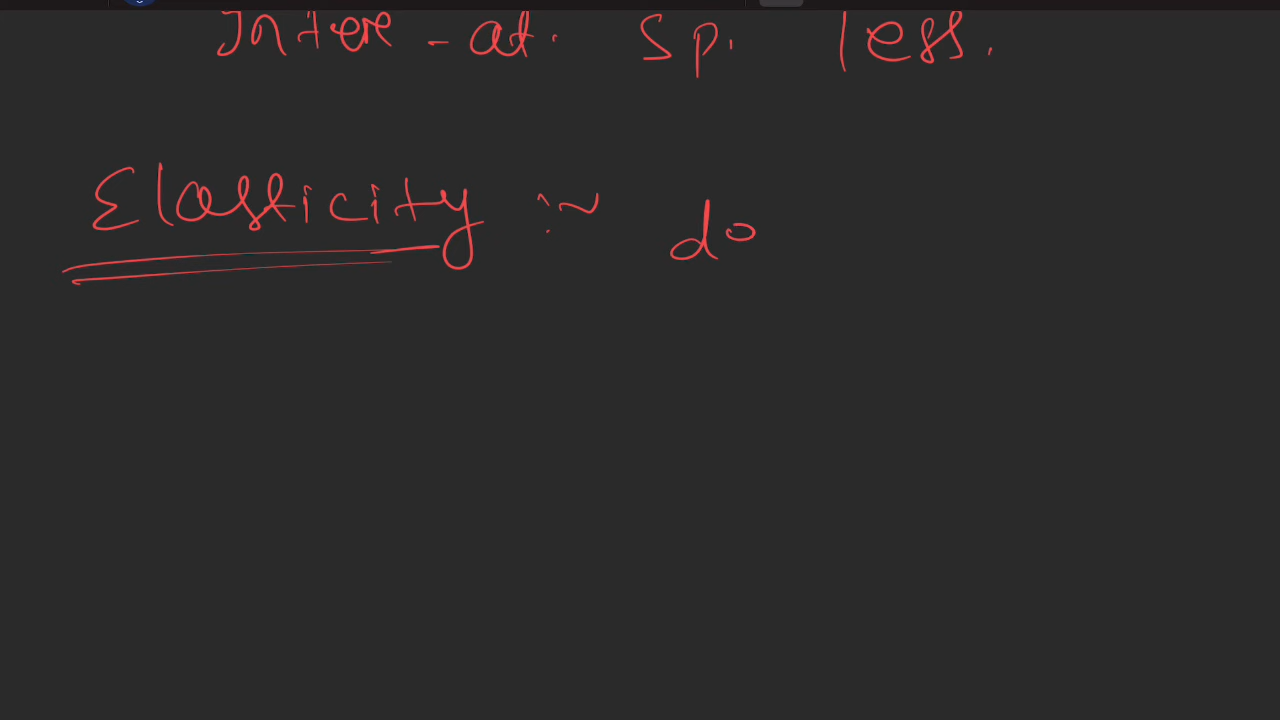 Inter-at. Sp. less.
Elasticity :~ do